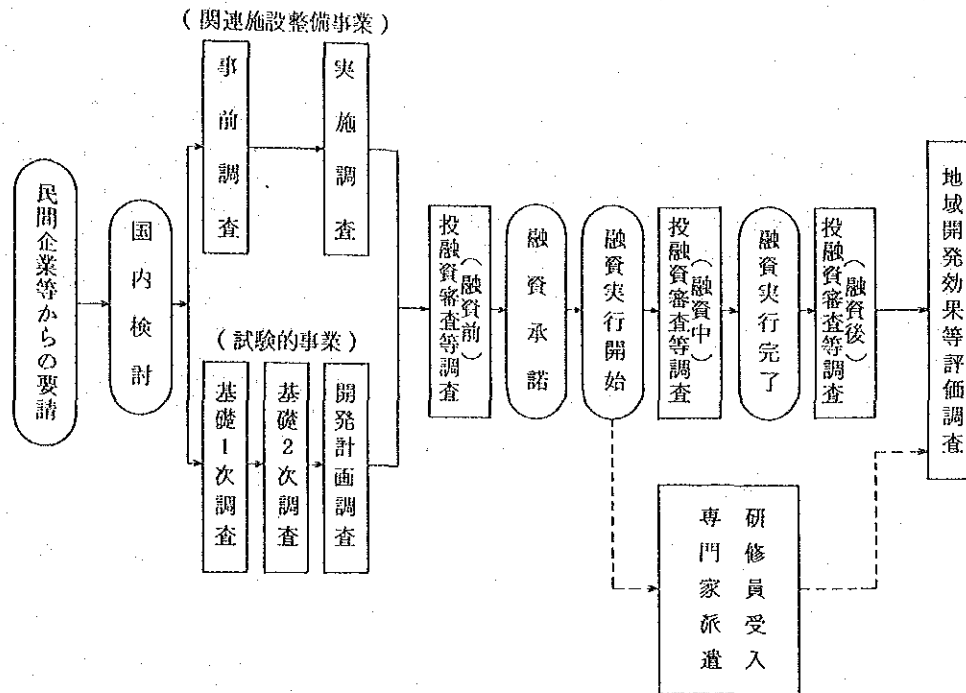 (関連施設整備事業)
事前調査
実施調査
民間企業等からの要請
国内検討
(試験的事業)
基礎1次調査
基礎2次調査
開発計画調査
投融資審査等調査
(融資前)
融資承諾
融資実行開始
投融資審査等調査
(融資中)
融資実行完了
投融資審査等調査
(融資後)
地域開発効果等評価調査
研修員受入
専門家派遣